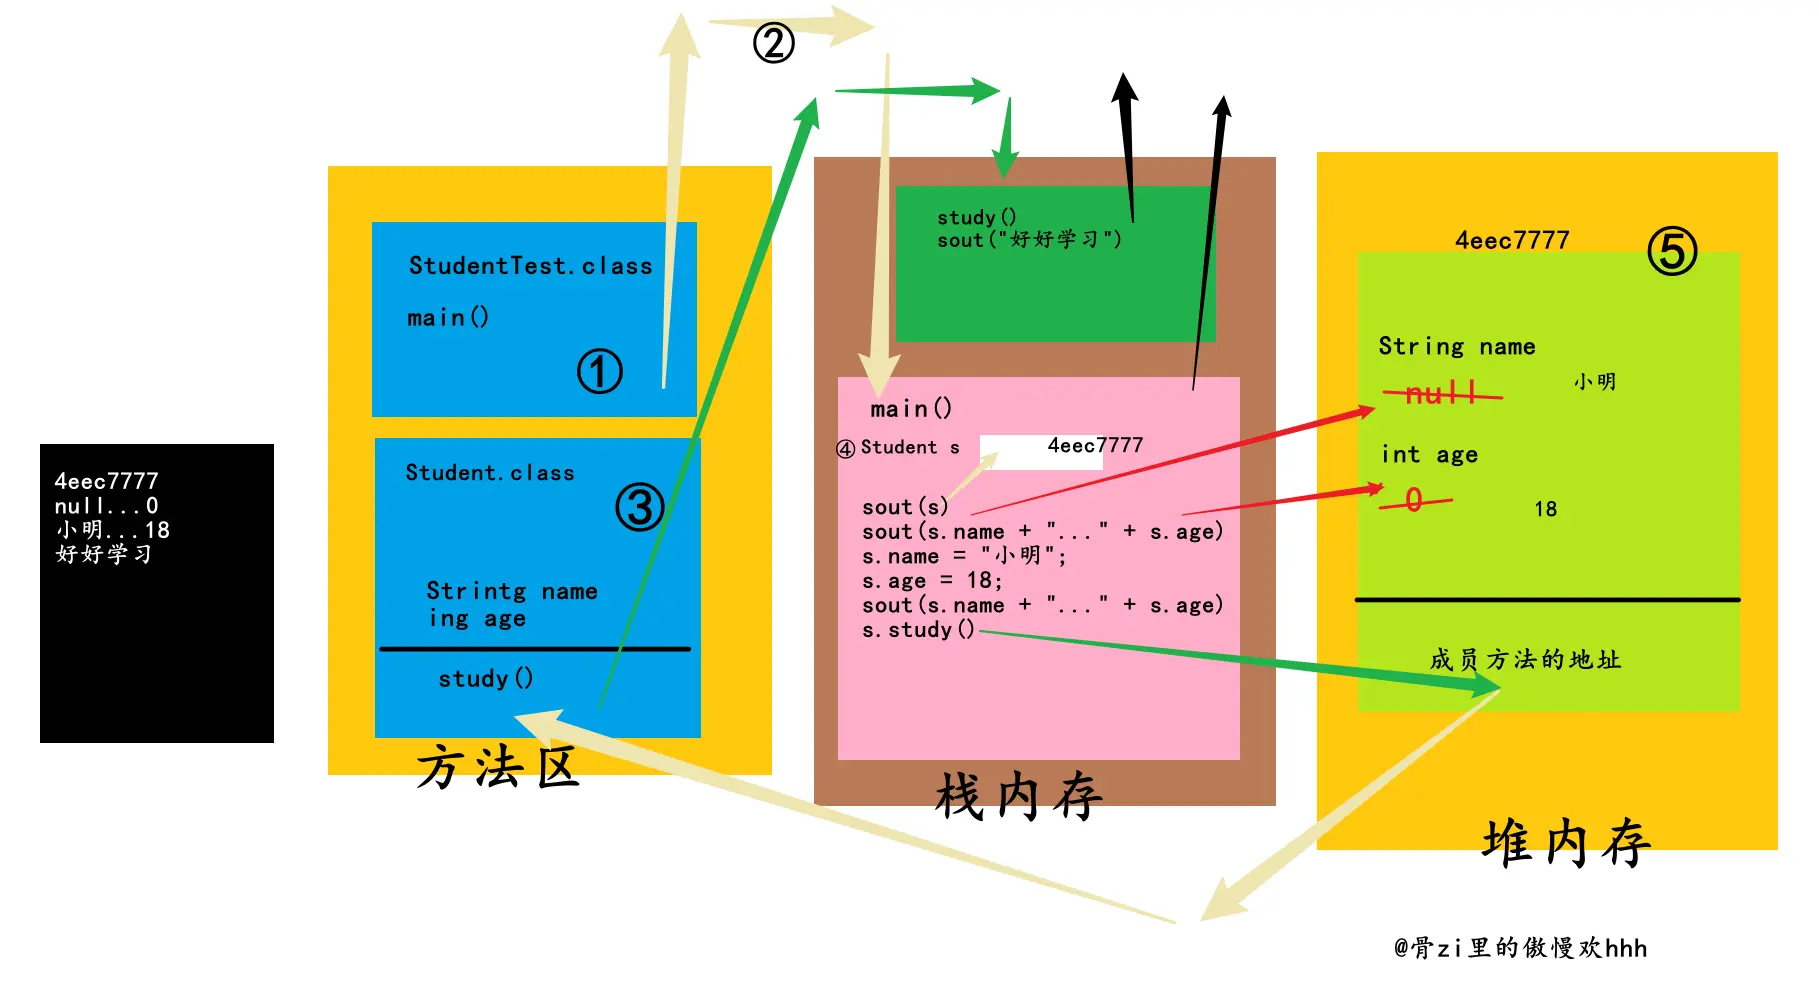 ②
4eec7777
null...0
小明...18
好好学习
StudentTest.class
main()
①
Student.class
③
Strintg name
ing age
study()
方法区
study()
sout("好好学习")
main()
④ Student s 4eec7777
sout(s)
sout(s.name + "..." + s.age)
s.name = "小明";
s.age = 18;
sout(s.name + "..." + s.age)
s.study()
栈内存
4eec7777
⑤
String name
null 小明
int age
0 18
成员方法的地址
堆内存
@骨zi里的傲慢欢hhh